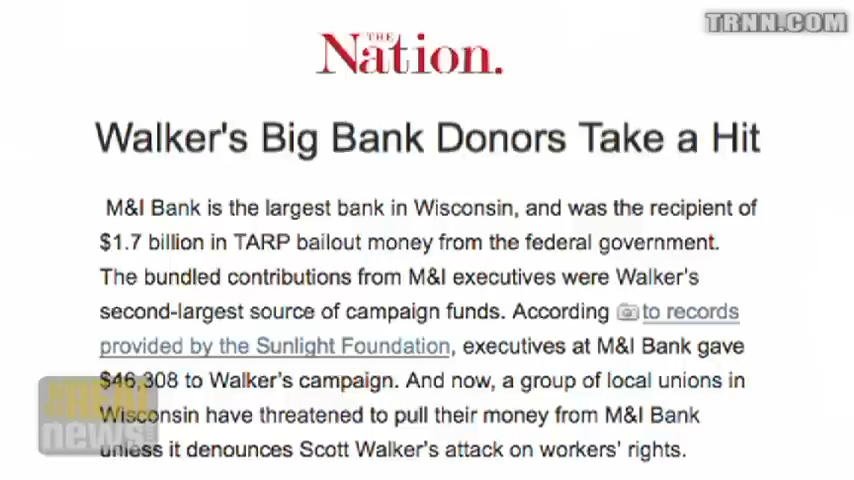 TRNN.COM
THE
Nation.
Walker's Big Bank Donors Take a Hit
M&I Bank is the largest bank in Wisconsin, and was the recipient of
$1.7 billion in TARP bailout money from the federal government.
The bundled contributions from M&I executives were Walker's
second-largest source of campaign funds. According to records
provided by the Sunlight Foundation, executives at M&I Bank gave
$46,308 to Walker's campaign. And now, a group of local unions in
Wisconsin have threatened to pull their money from M&I Bank
unless it denounces Scott Walker's attack on workers' rights.
THE REAL
news